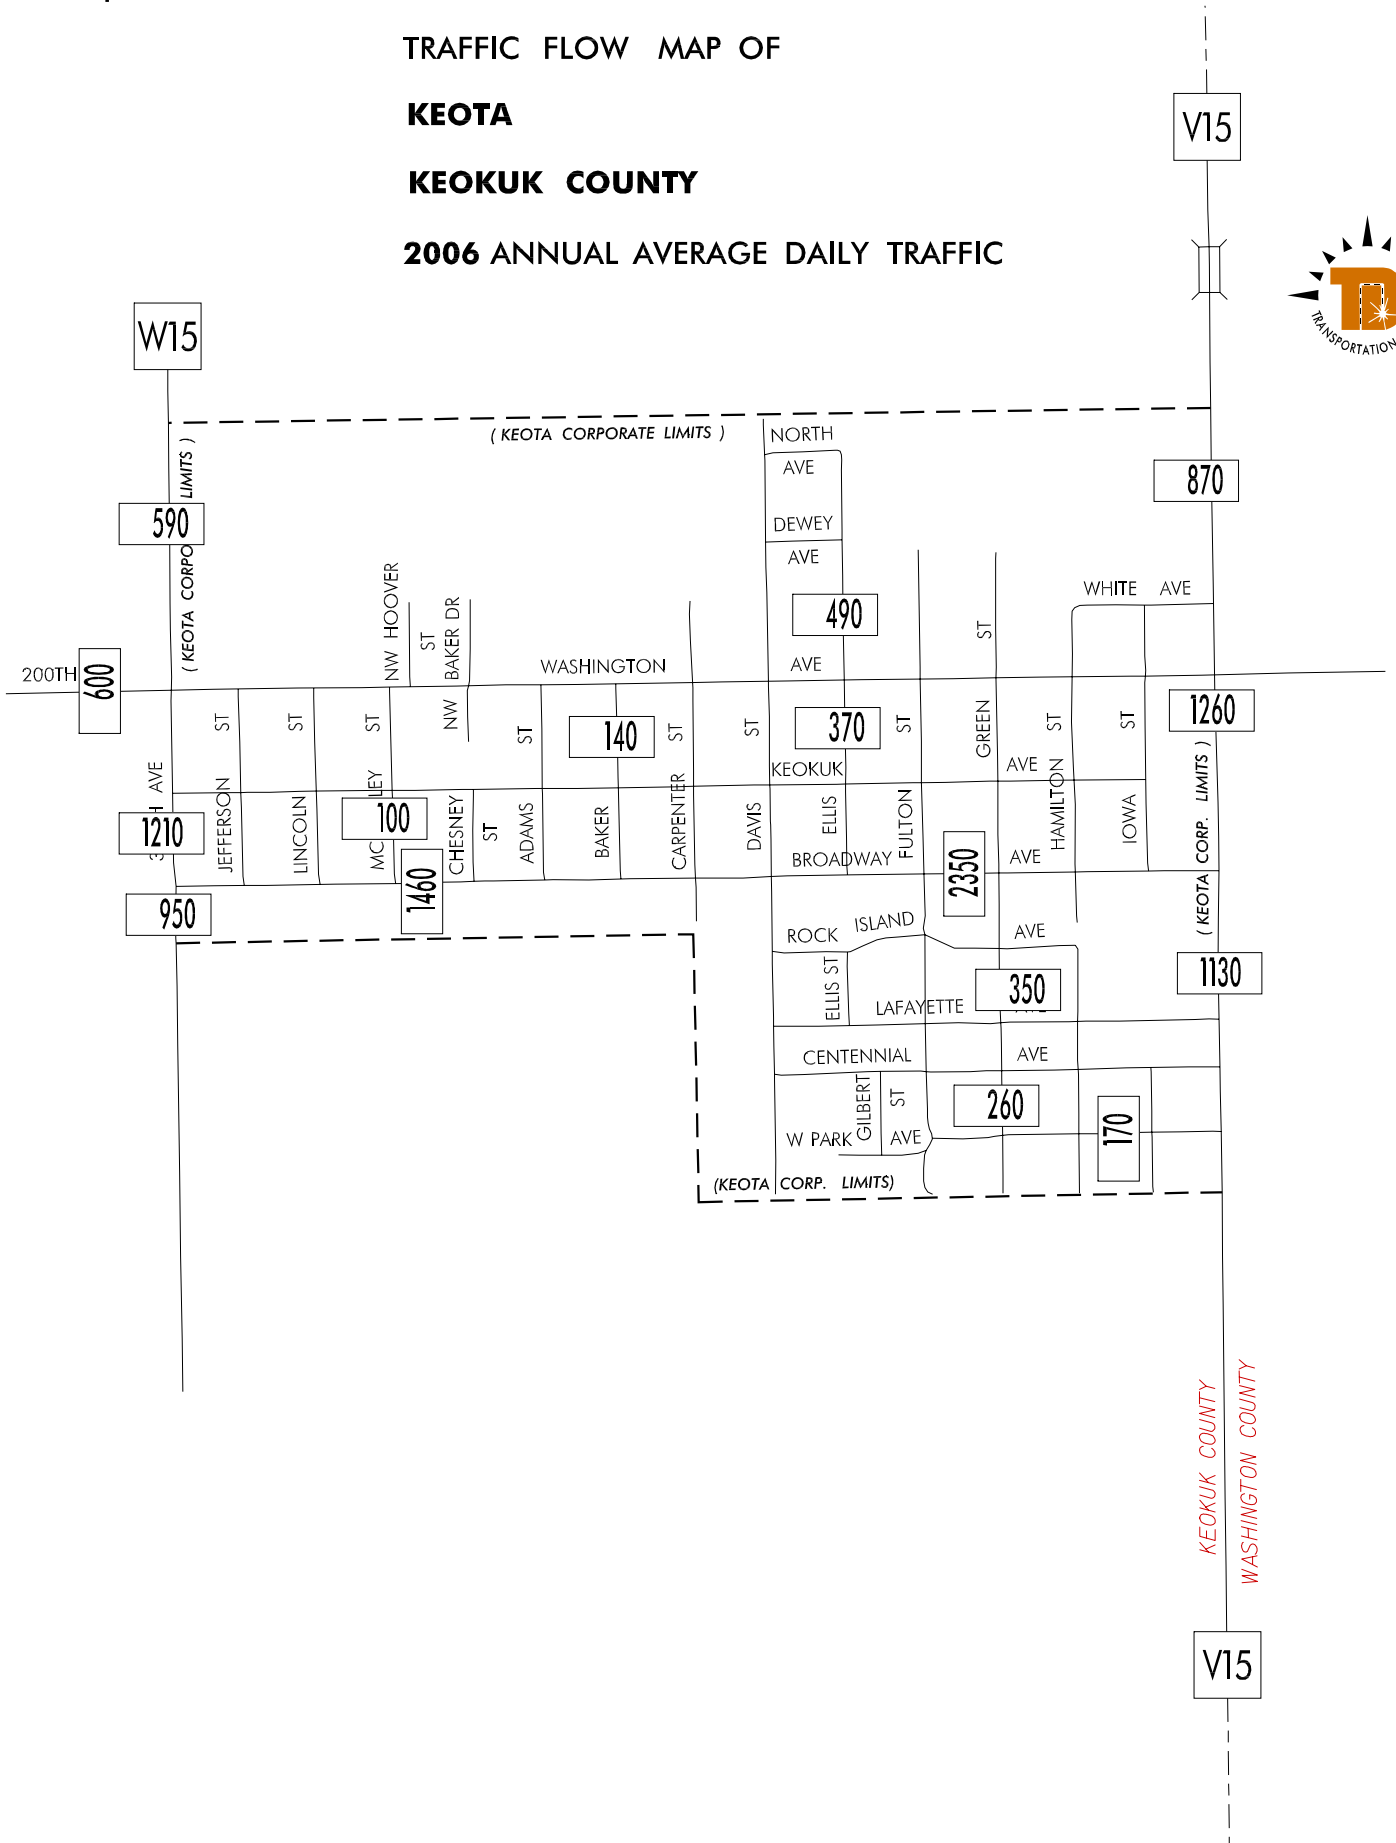 TRAFFIC FLOW MAP OF
KEOTA
KEOKUK COUNTY
2006 ANNUAL AVERAGE DAILY TRAFFIC
V15
TRANSPORTATION
W15
( KEOTA CORPORATE LIMITS )
NORTH
AVE
870
590
DEWEY
AVE
NW HOOVER
ST
NW BAKER DR
490
ST
WHITE AVE
200TH
600
WASHINGTON
AVE
ST
ST
ST
ST
140
ST
ST
370
ST
GREEN
ST
ST
1260
KEOKUK
AVE
AVE
1210
JEFFERSON
LINCOLN
100
CHESNEY
ST
ADAMS
BAKER
CARPENTER
DAVIS
ELLIS
FULTON
HAMILTON
IOWA
( KEOTA CORP. LIMITS )
BROADWAY
AVE
2350
1460
950
ROCK ISLAND
AVE
ELLIS ST
350
1130
LAFAYETTE
CENTENNIAL
AVE
GILBERT
ST
260
170
W PARK
AVE
(KEOTA CORP. LIMITS)
KEOKUK COUNTY
WASHINGTON COUNTY
V15